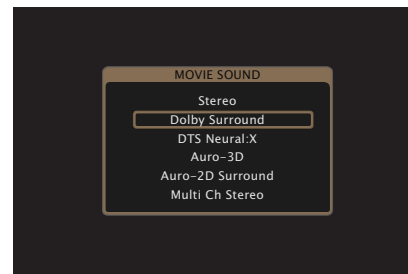 MOVIE SOUND
Stereo
Dolby Surround
DTS Neural:X
Auro-3D
Auro-2D Surround
Multi Ch Stereo